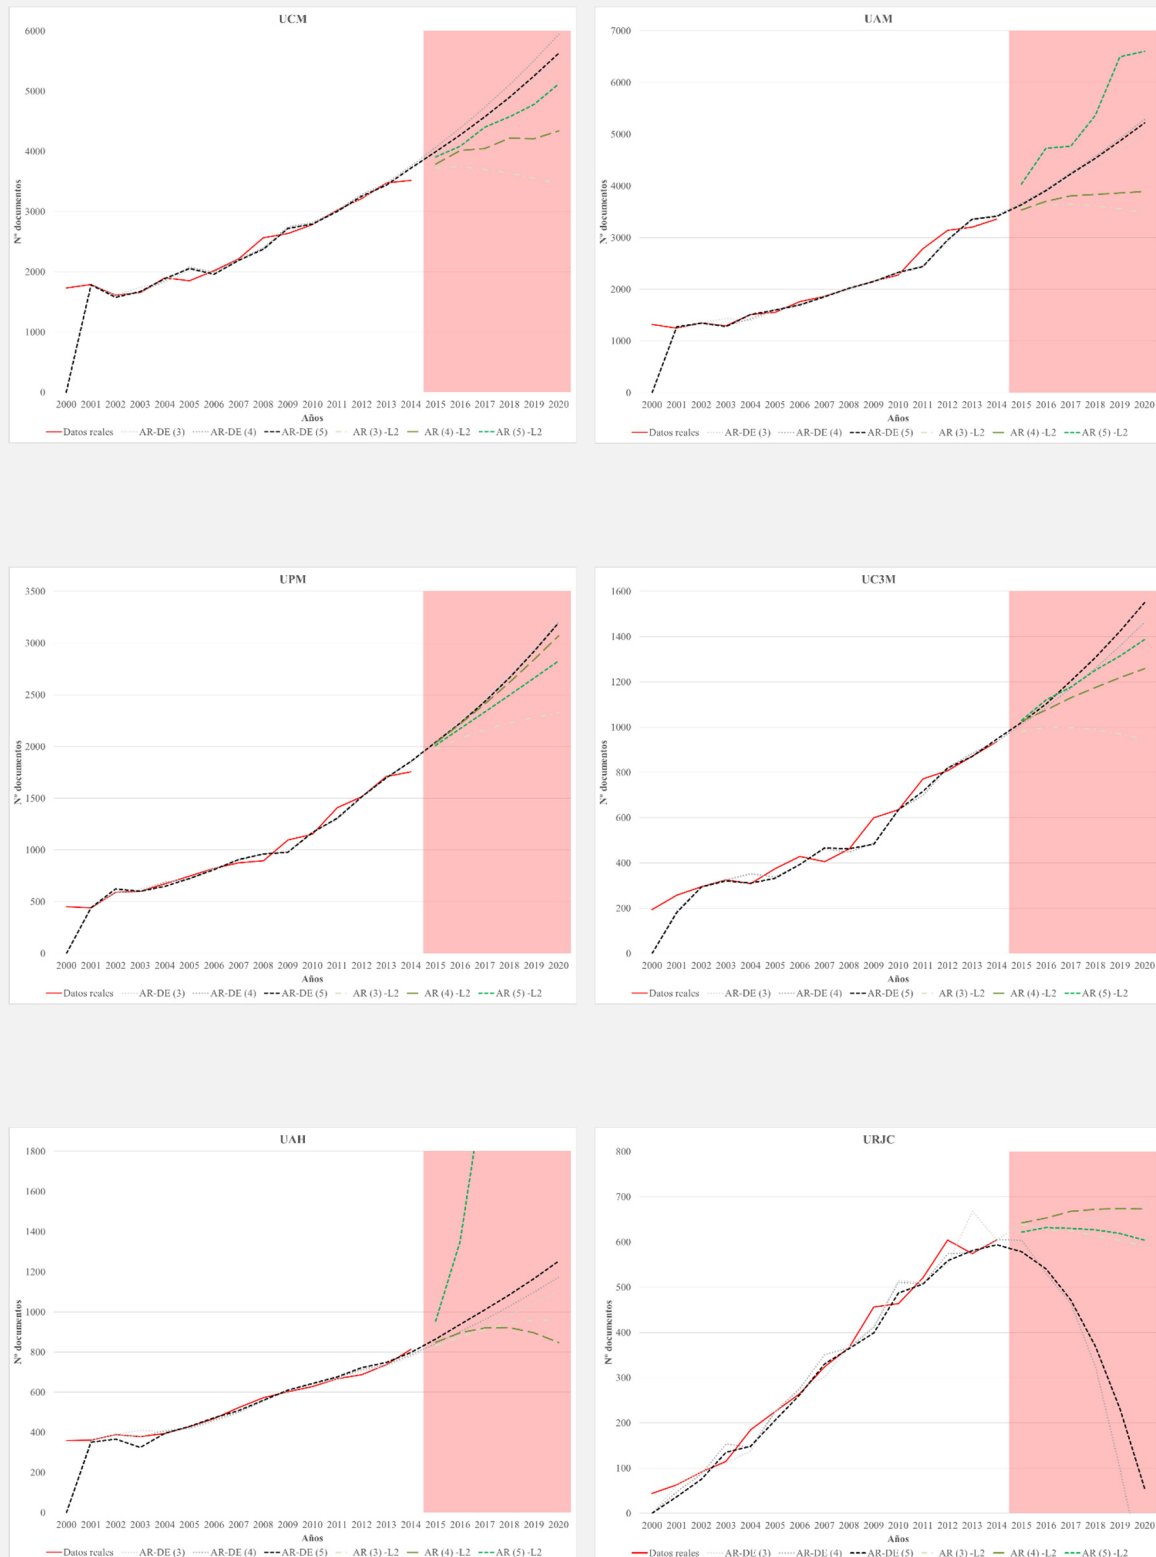 UCM
6000
5000
4000
3000
2000
1000
0
Nº documentos
2000 2001 2002 2003 2004 2005 2006 2007 2008 2009 2010 2011 2012 2013 2014 2015 2016 2017 2018 2019 2020
Años
Datos reales AR-DE (3) AR-DE (4) AR-DE (5) AR (3) -L2 AR (4) -L2 AR (5) -L2
UAM
7000
6000
5000
4000
3000
2000
1000
0
Nº documentos
2000 2001 2002 2003 2004 2005 2006 2007 2008 2009 2010 2011 2012 2013 2014 2015 2016 2017 2018 2019 2020
Años
Datos reales AR-DE (3) AR-DE (4) AR-DE (5) AR (3) -L2 AR (4) -L2 AR (5) -L2
UPM
3500
3000
2500
2000
1500
1000
500
0
Nº documentos
2000 2001 2002 2003 2004 2005 2006 2007 2008 2009 2010 2011 2012 2013 2014 2015 2016 2017 2018 2019 2020
Años
Datos reales AR-DE (3) AR-DE (4) AR-DE (5) AR (3) -L2 AR (4) -L2 AR (5) -L2
UC3M
1600
1400
1200
1000
800
600
400
200
0
Nº documentos
2000 2001 2002 2003 2004 2005 2006 2007 2008 2009 2010 2011 2012 2013 2014 2015 2016 2017 2018 2019 2020
Años
Datos reales AR-DE (3) AR-DE (4) AR-DE (5) AR (3) -L2 AR (4) -L2 AR (5) -L2
UAH
1800
1600
1400
1200
1000
800
600
400
200
0
Nº documentos
2000 2001 2002 2003 2004 2005 2006 2007 2008 2009 2010 2011 2012 2013 2014 2015 2016 2017 2018 2019 2020
Años
Datos reales AR-DE (3) AR-DE (4) AR-DE (5) AR (3) -L2 AR (4) -L2 AR (5) -L2
URJC
800
700
600
500
400
300
200
100
0
Nº documentos
2000 2001 2002 2003 2004 2005 2006 2007 2008 2009 2010 2011 2012 2013 2014 2015 2016 2017 2018 2019 2020
Años
Datos reales AR-DE (3) AR-DE (4) AR-DE (5) AR (3) -L2 AR (4) -L2 AR (5) -L2